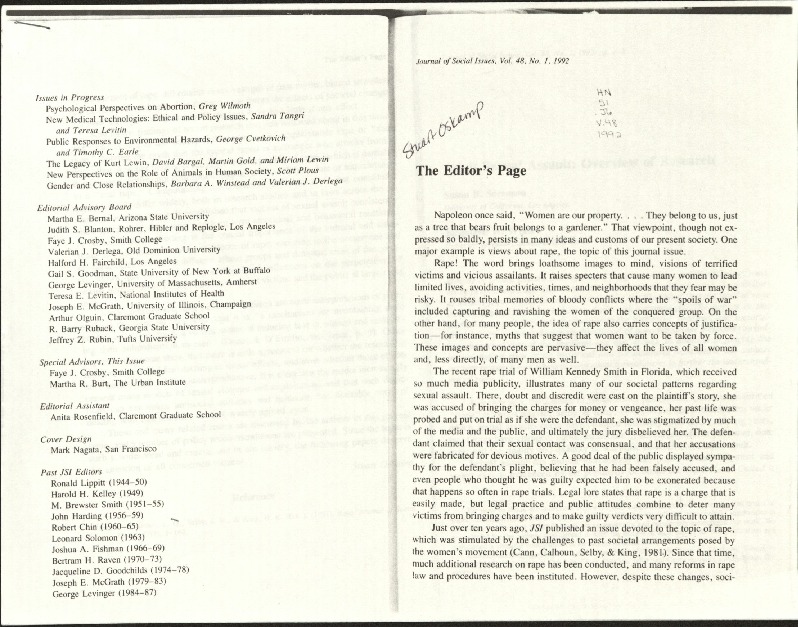 Issues in Progress
Psychological Perspectives on Abortion, Greg Wilmoth
New Medical Technologies: Ethical and Policy Issues, Sandra Tangri
and Teresa Levitin
Public Responses to Environmental Hazards, George Cvetkovich
and Timothy C. Earle
The Legacy of Kurt Lewin, David Bargal, Martin Gold, and Miriam Lewin
New Perspectives on the Role of Animals in Human Society, Scott Plous
Gender and Close Relationships, Barbara A. Winstead and Valerian J. Derlega
Editorial Advisory Board
Martha E. Bernal, Arizona State University
Judith S. Blanton, Rohrer, Hibler and Replogle, Los Angeles
Faye J. Crosby, Smith College
Valerian J. Derlega, Old Dominion University
Halford H. Fairchild, Los Angeles
Gail S. Goodman, State University of New York at Buffalo
George Levinger, University of Massachusetts, Amherst
Teresa E. Levitin, National Institutes of Health
Joseph E. McGrath, University of Illinois, Champaign
Arthur Olguin, Claremont Graduate School
R. Barry Ruback, Georgia State University
Jeffrey Z. Rubin, Tufts University
Special Advisors, This Issue
Faye J. Crosby, Smith College
Martha R. Burt, The Urban Institute
Editorial Assistant
Anita Rosenfield, Claremont Graduate School
Cover Design
Mark Nagata, San Francisco
Past JSI Editors
Ronald Lippitt (1944–50)
Harold H. Kelley (1949)
M. Brewster Smith (1951–55)
John Harding (1956–59)
Robert Chin (1960–65)
Leonard Solomon (1963)
Joshua A. Fishman (1966–69)
Bertram H. Raven (1970–73)
Jacqueline D. Goodchilds (1974–78)
Joseph E. McGrath (1979–83)
George Levinger (1984–87)
Journal of Social Issues, Vol. 48, No. 1, 1992
HN
51
.J6
V.48
1992
Stuart Oskamp
The Editor's Page
Napoleon once said, “Women are our property. . . . They belong to us, just
as a tree that bears fruit belongs to a gardener.” That viewpoint, though not ex-
pressed so baldly, persists in many ideas and customs of our present society. One
major example is views about rape, the topic of this journal issue.
Rape! The word brings loathsome images to mind, visions of terrified
victims and vicious assailants. It raises specters that cause many women to lead
limited lives, avoiding activities, times, and neighborhoods that they fear may be
risky. It rouses tribal memories of bloody conflicts where the “spoils of war”
included capturing and ravishing the women of the conquered group. On the
other hand, for many people, the idea of rape also carries concepts of justifica-
tion—for instance, myths that suggest that women want to be taken by force.
These images and concepts are pervasive—they affect the lives of all women
and, less directly, of many men as well.
The recent rape trial of William Kennedy Smith in Florida, which received
so much media publicity, illustrates many of our societal patterns regarding
sexual assault. There, doubt and discredit were cast on the plaintiff's story, she
was accused of bringing the charges for money or vengeance, her past life was
probed and put on trial as if she were the defendant, she was stigmatized by much
of the media and the public, and ultimately the jury disbelieved her. The defen-
dant claimed that their sexual contact was consensual, and that her accusations
were fabricated for devious motives. A good deal of the public displayed sympa-
thy for the defendant's plight, believing that he had been falsely accused, and
even people who thought he was guilty expected him to be exonerated because
that happens so often in rape trials. Legal lore states that rape is a charge that is
easily made, but legal practice and public attitudes combine to deter many
victims from bringing charges and to make guilty verdicts very difficult to attain.
Just over ten years ago, JSI published an issue devoted to the topic of rape,
which was stimulated by the challenges to past societal arrangements posed by
the women's movement (Cann, Calhoun, Selby, & King, 1981). Since that time,
much additional research on rape has been conducted, and many reforms in rape
law and procedures have been instituted. However, despite these changes, soci-